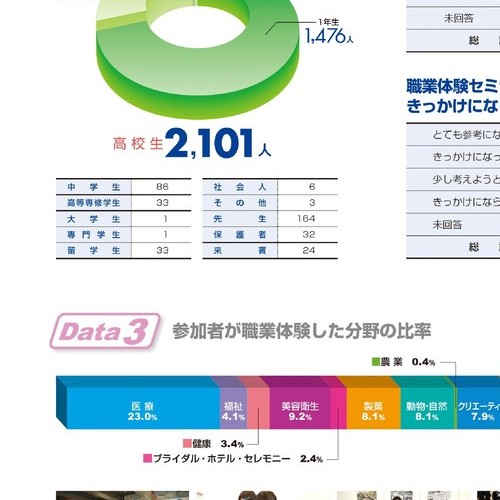 1年生
1,476人
高校生2,101人
中学生 86
高等専修学生 33
大学生 1
専門学生 1
留学生 33
社会人 6
その他 3
先生 164
保護者 32
来賓 24
未回答
総
職業体験セミ
きっかけにな
とても参考にな
きっかけになっ
少し考えようと
きっかけになら
未回答
総
Data 3 参加者が職業体験した分野の比率
農業 0.4%
医療 23.0%
福祉 4.1%
美容衛生 9.2%
製菓 8.1%
動物・自然 8.1%
クリエーティ 7.9%
健康 3.4%
ブライダル・ホテル・セレモニー 2.4%